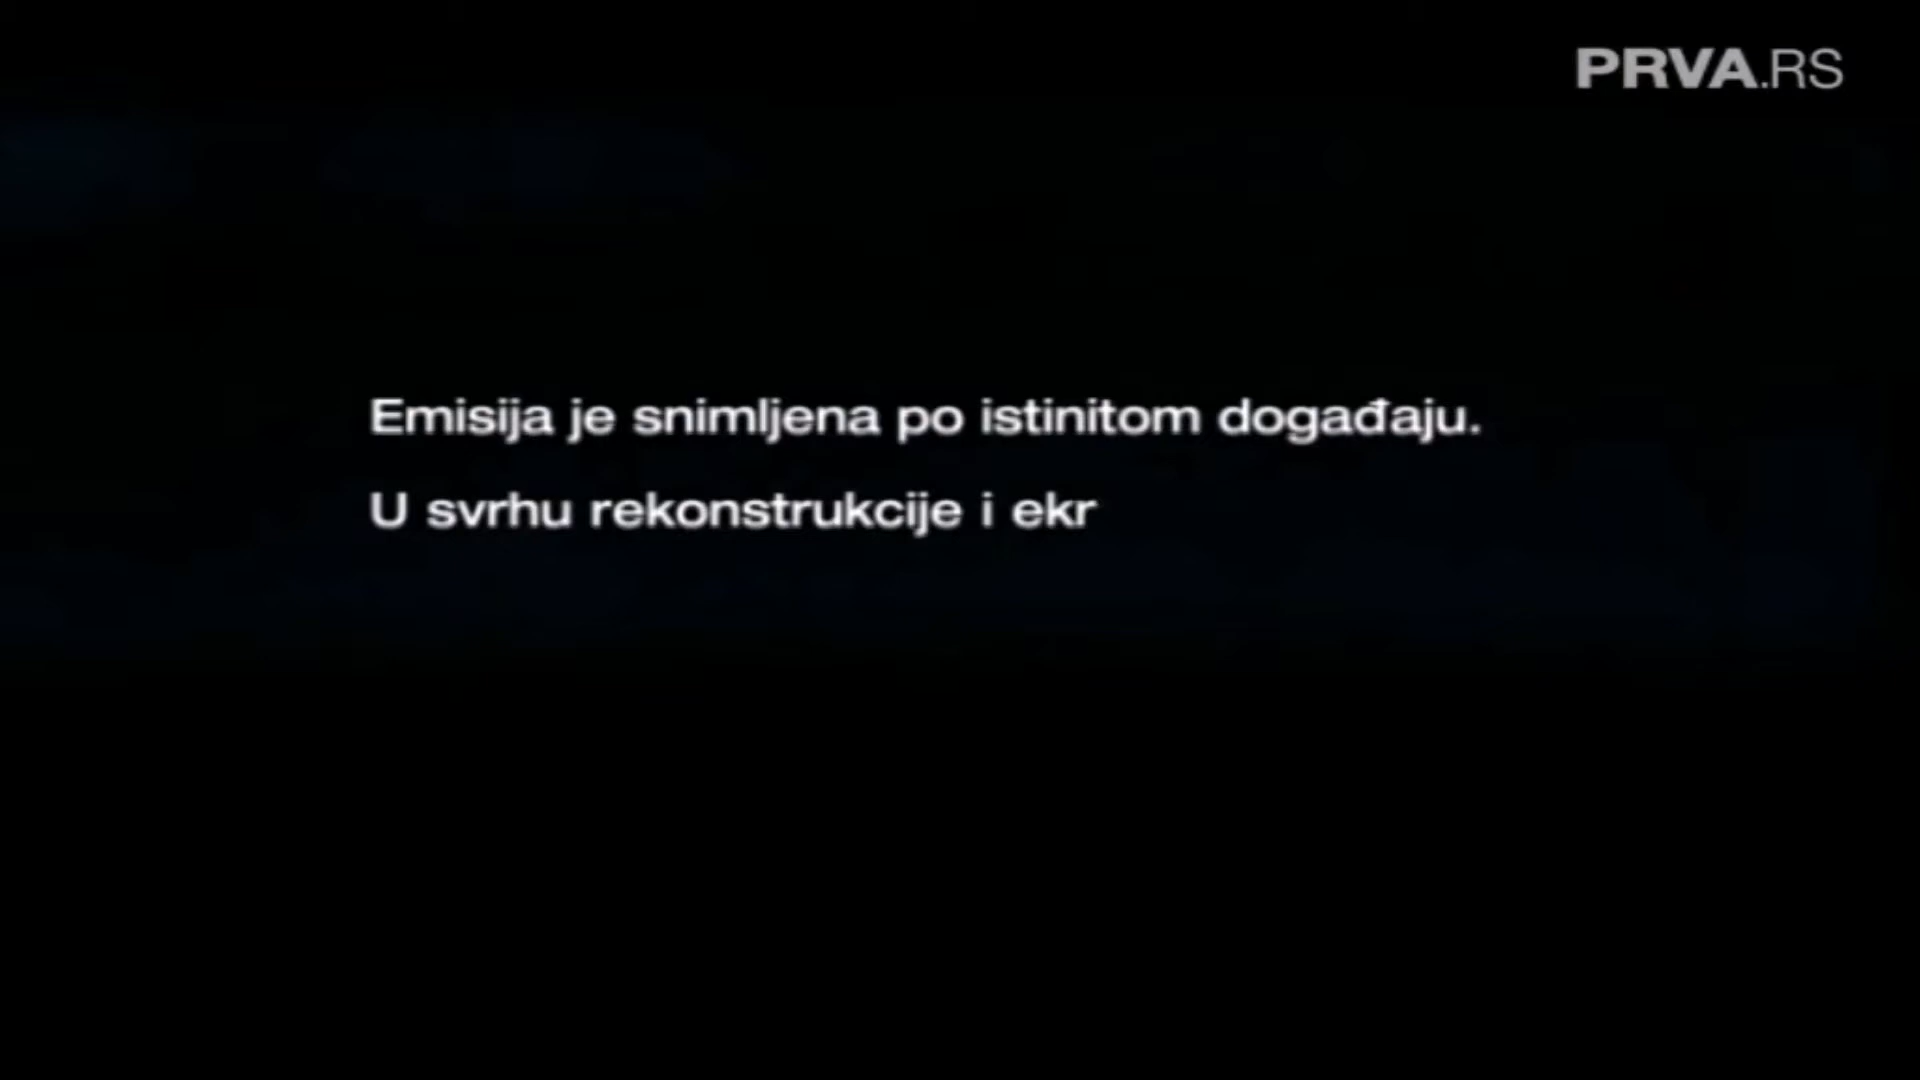 PRVA.RS
Emisija je snimljena po istinitom događaju.
U svrhu rekonstrukcije i ekr